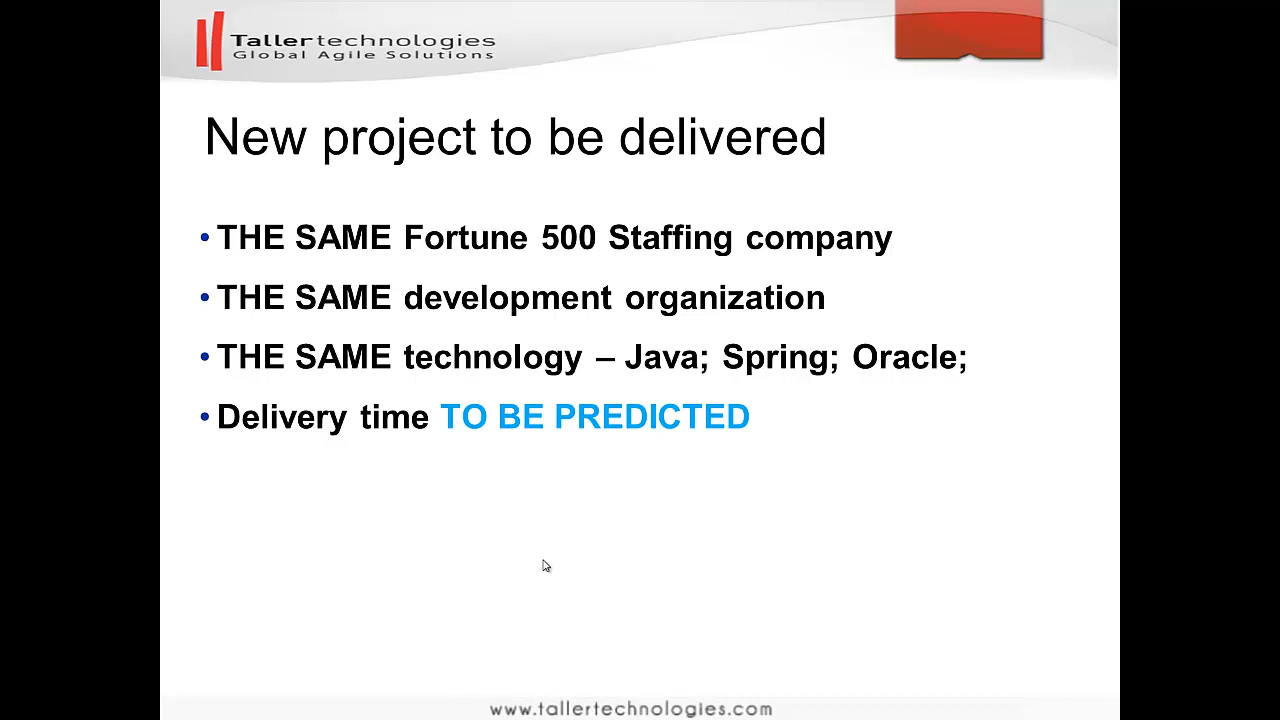 Tallertechnologies
Global Agile Solutions
New project to be delivered
• THE SAME Fortune 500 Staffing company
• THE SAME development organization
• THE SAME technology – Java; Spring; Oracle;
• Delivery time TO BE PREDICTED
www.tallertechnologies.com